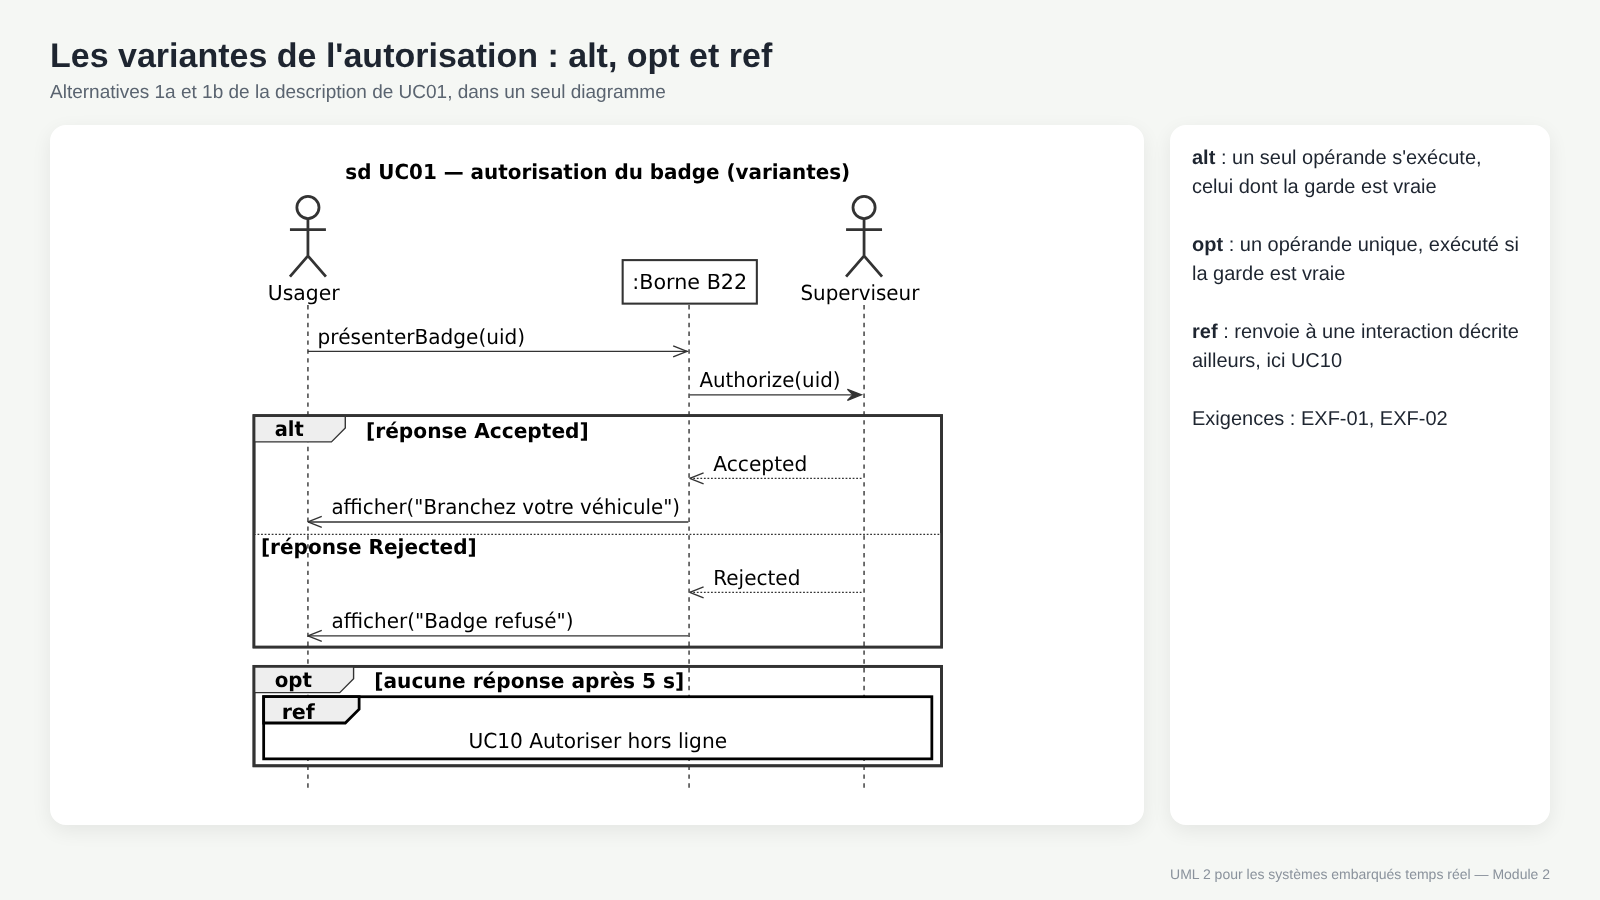 Les variantes de l'autorisation : alt, opt et ref
Alternatives 1a et 1b de la description de UC01, dans un seul diagramme
sd UC01 — autorisation du badge (variantes)
Usager
:Borne B22
Superviseur
présenterBadge(uid)
Authorize(uid)
alt [réponse Accepted]
Accepted
afficher("Branchez votre véhicule")
[réponse Rejected]
Rejected
afficher("Badge refusé")
opt [aucune réponse après 5 s]
ref
UC10 Autoriser hors ligne
alt : un seul opérande s'exécute,
celui dont la garde est vraie
opt : un opérande unique, exécuté si
la garde est vraie
ref : renvoie à une interaction décrite
ailleurs, ici UC10
Exigences : EXF-01, EXF-02
UML 2 pour les systèmes embarqués temps réel — Module 2